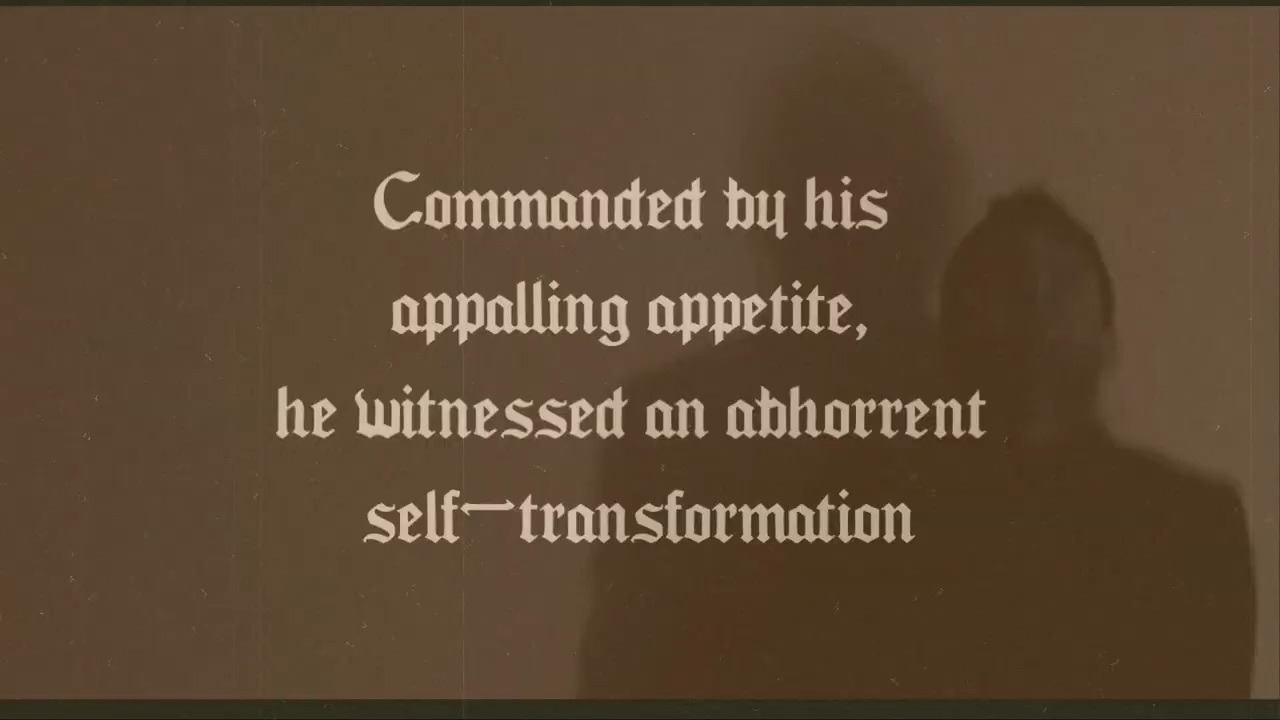 Commanded by his
appalling appetite,
he witnessed an abhorrent
self-transformation